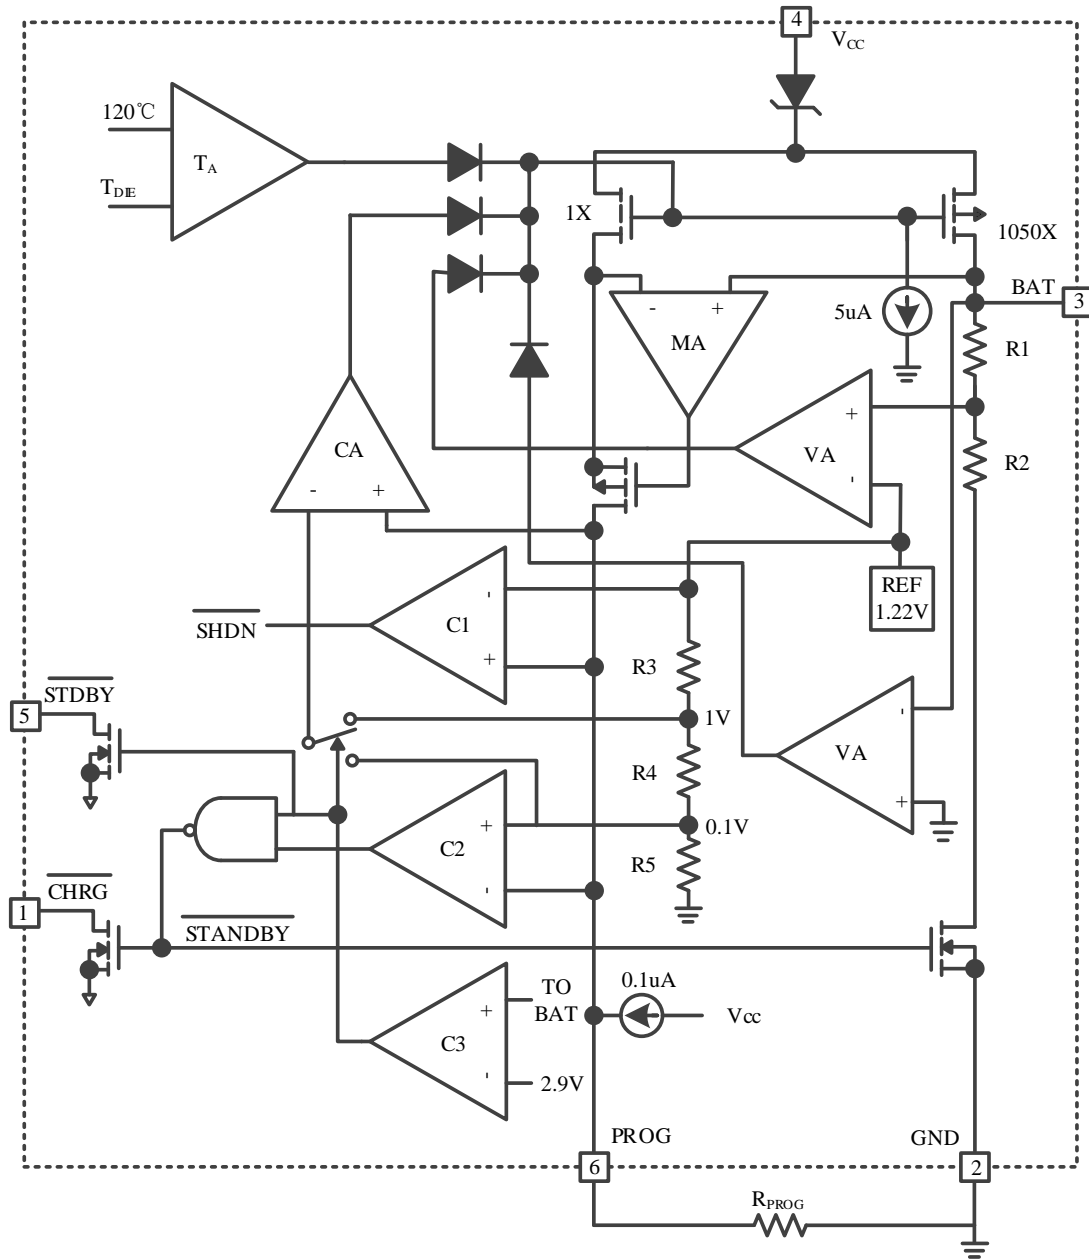 4
VCC
120℃
TA
TDIE
1X
1050X
BAT
3
5uA
- +
MA
R1
+
VA
-
R2
CA
- +
REF
1.22V
SHDN
-
C1
+
R3
STDBY
5
1V
-
VA
+
R4
0.1V
+
C2
-
R5
CHRG
1
STANDBY
0.1uA
TO
BAT
+
Vcc
C3
-
2.9V
PROG
GND
6
2
RPROG